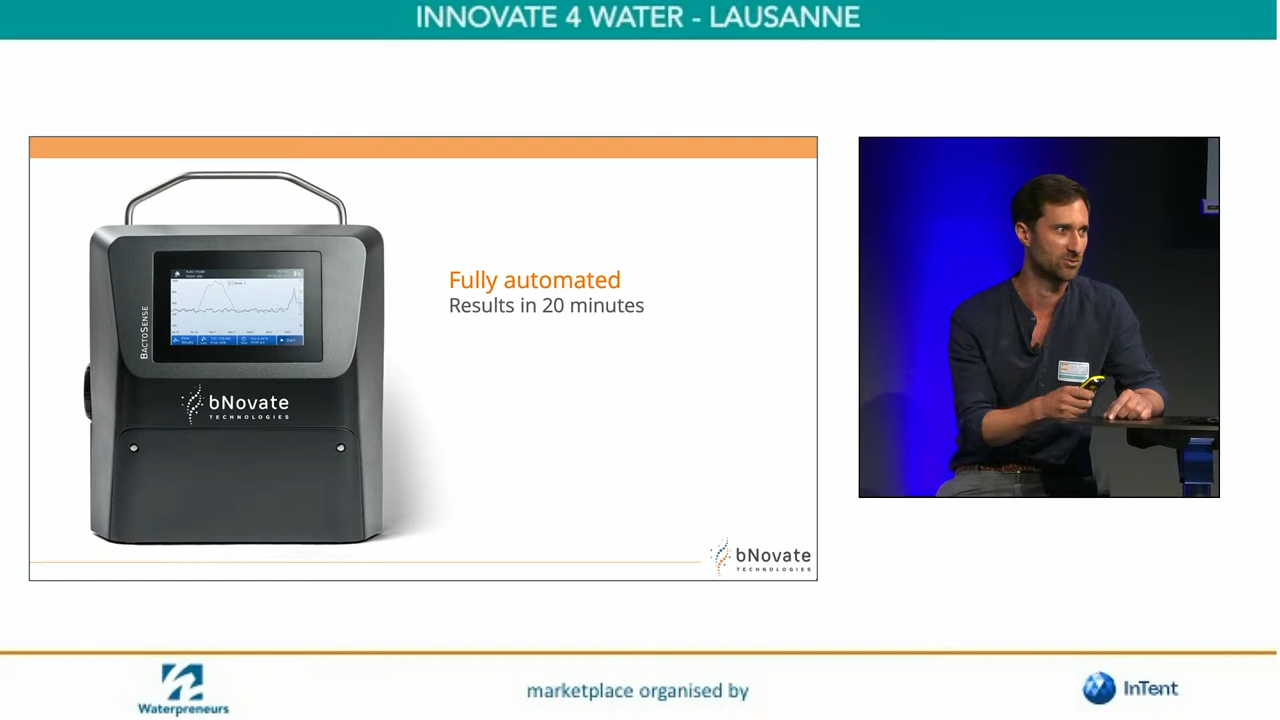 INNOVATE 4 WATER - LAUSANNE
Fully automated
Results in 20 minutes
BACTOSENSE
bNovate
TECHNOLOGIES
bNovate
TECHNOLOGIES
Waterpreneurs
marketplace organised by
InTent